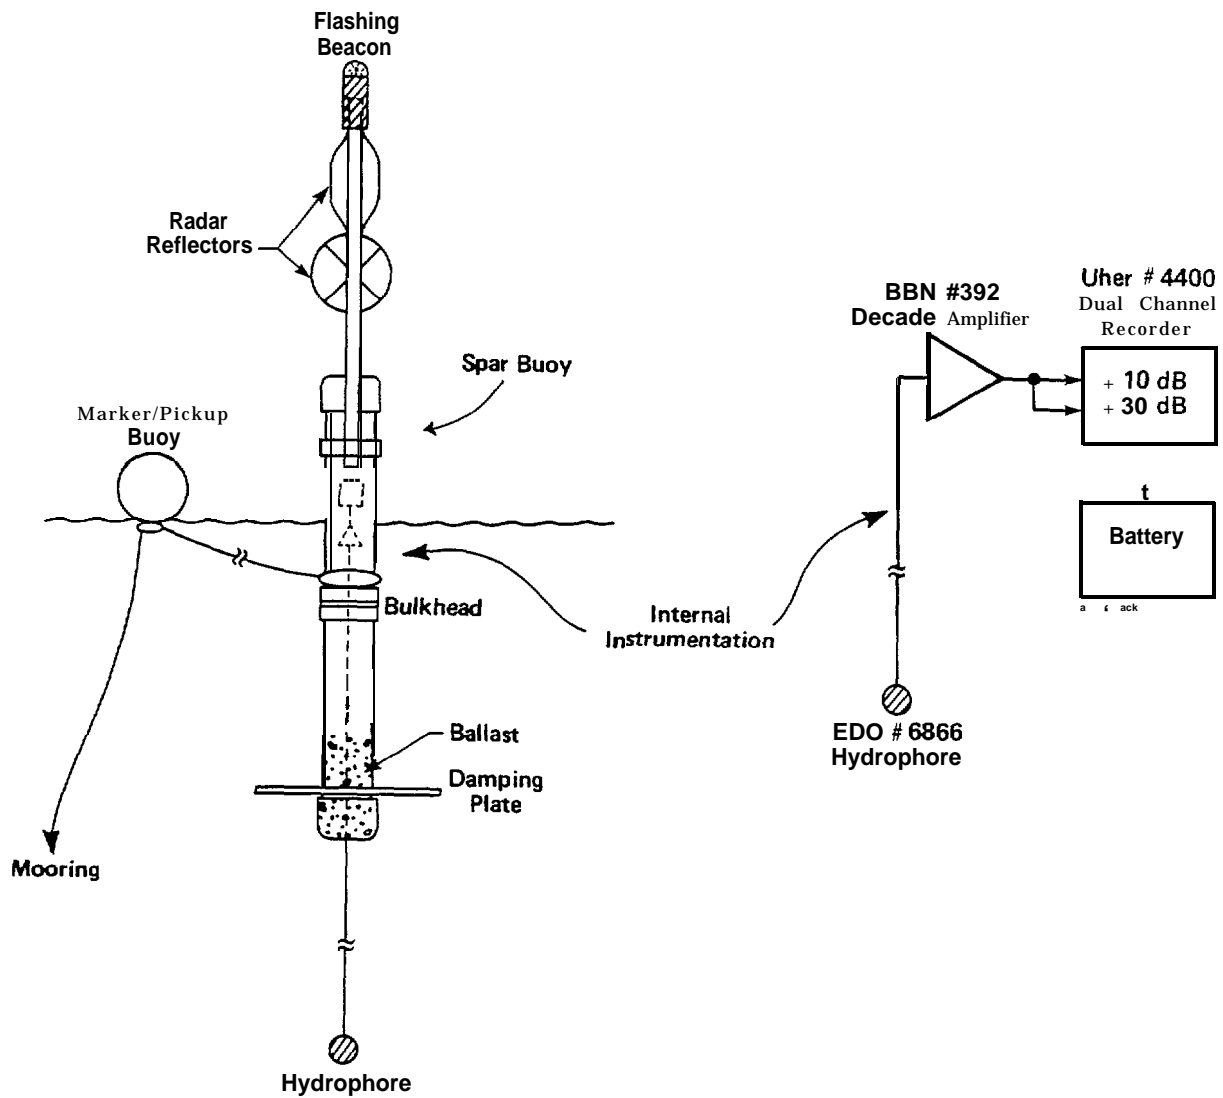 Flashing
Beacon
Radar
Reflectors
Spar Buoy
Marker/Pickup
Buoy
Bulkhead
Internal
Instrumentation
Ballast
Damping
Plate
Mooring
Hydrophore
BBN #392
Decade Amplifier
Uher # 4400
Dual Channel
Recorder
+ 10 dB
+ 30 dB
t
Battery
a ack
EDO # 6866
Hydrophore